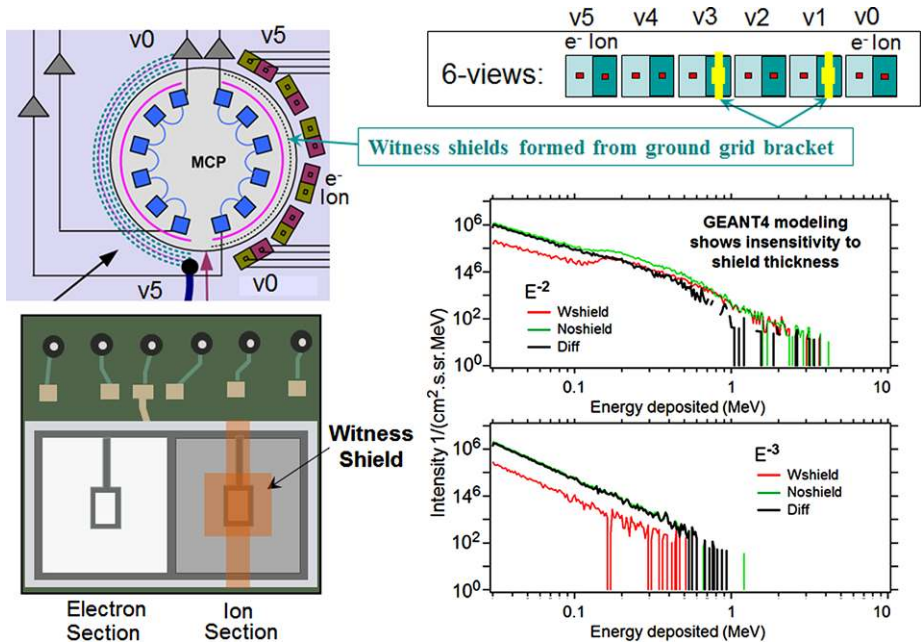 v0
v5
MCP
e- Ion
v5
v0
v5 v4 v3 v2 v1 v0
e- Ion e- Ion
6-views:
Witness shields formed from ground grid bracket
Witness Shield
Electron Section
Ion Section
Intensity 1/(cm².s.sr.MeV)
10⁶
14⁶
10²
10⁰
GEANT4 modeling
shows insensitivity to
shield thickness
E⁻²
Wshield
Noshield
Diff
0.1 1 10
Energy deposited (MeV)
10⁶
14⁶
10²
10⁰
E⁻³
Wshield
Noshield
Diff
0.1 1 10
Energy deposited (MeV)